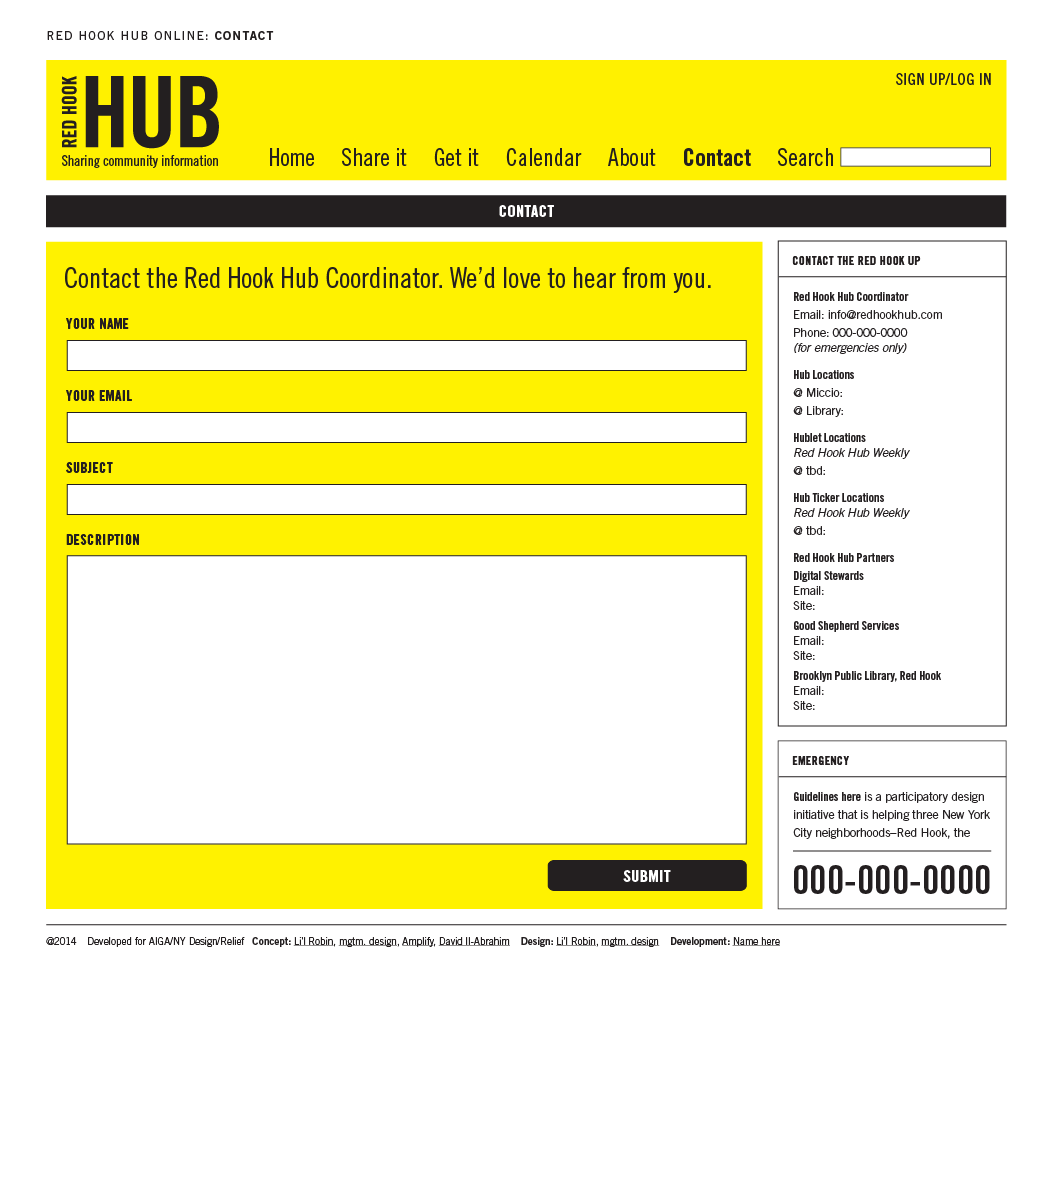 RED HOOK HUB ONLINE: CONTACT
SIGN UP/LOG IN
RED HOOK
HUB
Sharing community information
Home Share it Get it Calendar About Contact Search
CONTACT
Contact the Red Hook Hub Coordinator. We’d love to hear from you.
YOUR NAME
YOUR EMAIL
SUBJECT
DESCRIPTION
SUBMIT
CONTACT THE RED HOOK UP
Red Hook Hub Coordinator
Email: info@redhookhub.com
Phone: 000-000-0000
(for emergencies only)
Hub Locations
@ Miccio:
@ Library:
Hublet Locations
Red Hook Hub Weekly
@ tbd:
Hub Ticker Locations
Red Hook Hub Weekly
@ tbd:
Red Hook Hub Partners
Digital Stewards
Email:
Site:
Good Shepherd Services
Email:
Site:
Brooklyn Public Library, Red Hook
Email:
Site:
EMERGENCY
Guidelines here is a participatory design
initiative that is helping three New York
City neighborhoods–Red Hook, the
000-000-0000
@2014 Developed for AIGA/NY Design/Relief Concept: Li’l Robin, mgtm. design, Amplify, David II-Abrahim Design: Li’l Robin, mgtm. design Development: Name here